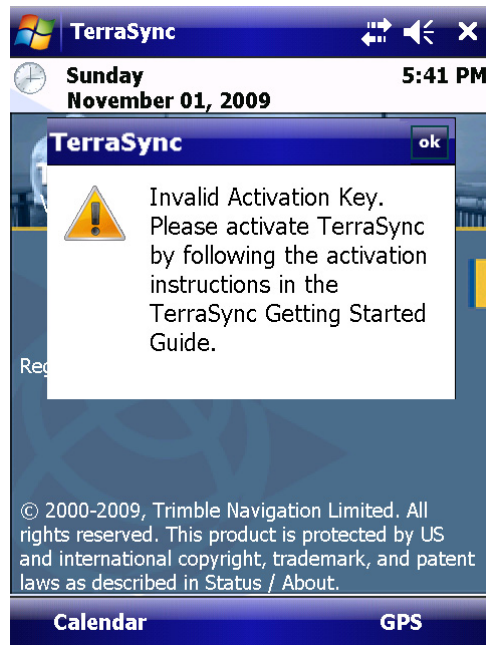 TerraSync
Sunday
5:41 PM
November 01, 2009
TerraSync
ok
Invalid Activation Key.
Please activate TerraSync
by following the activation
instructions in the
TerraSync Getting Started
Guide.
© 2000-2009, Trimble Navigation Limited. All
rights reserved. This product is protected by US
and international copyright, trademark, and patent
laws as described in Status / About.
Calendar
GPS